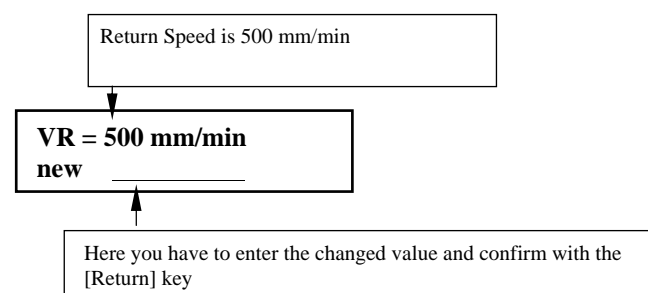 Return Speed is 500 mm/min
VR = 500 mm/min
new ____________
Here you have to enter the changed value and confirm with the
[Return] key